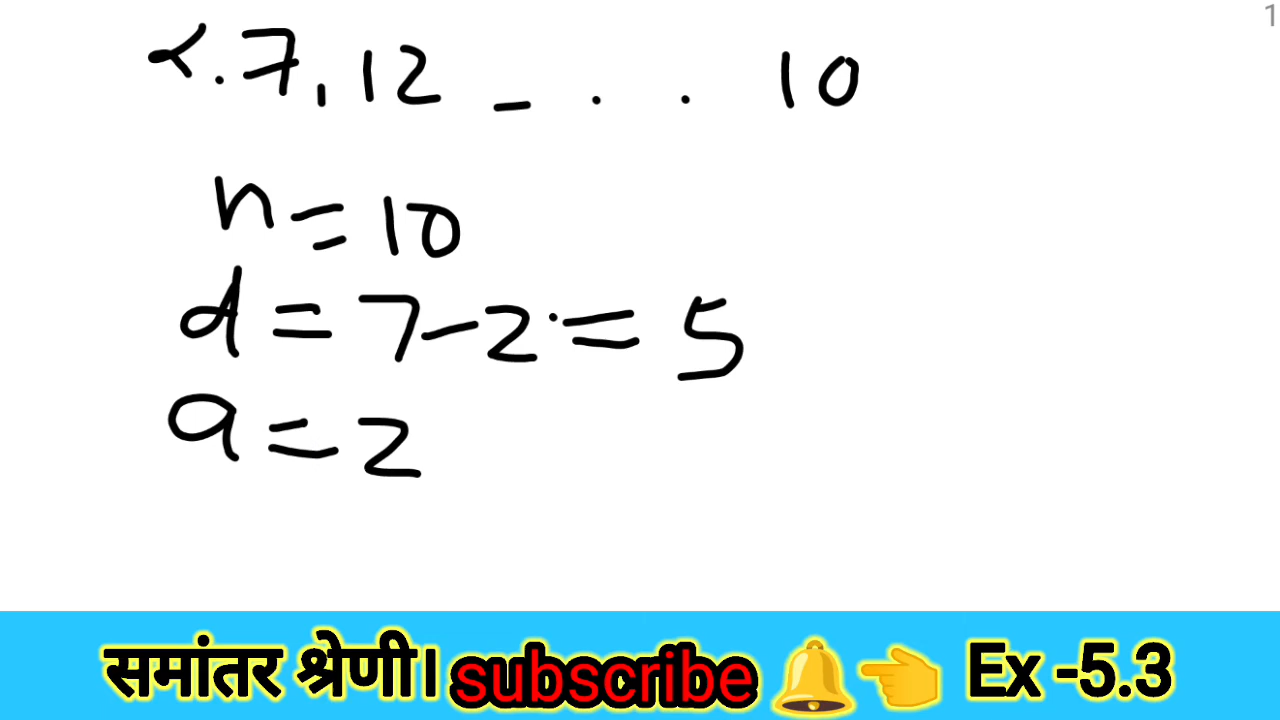 1
२. 7, 12 - . . 10
n = 10
d = 7 - 2 = 5
a = 2
समांतर श्रेणी। subscribe 🔔👈 Ex -5.3